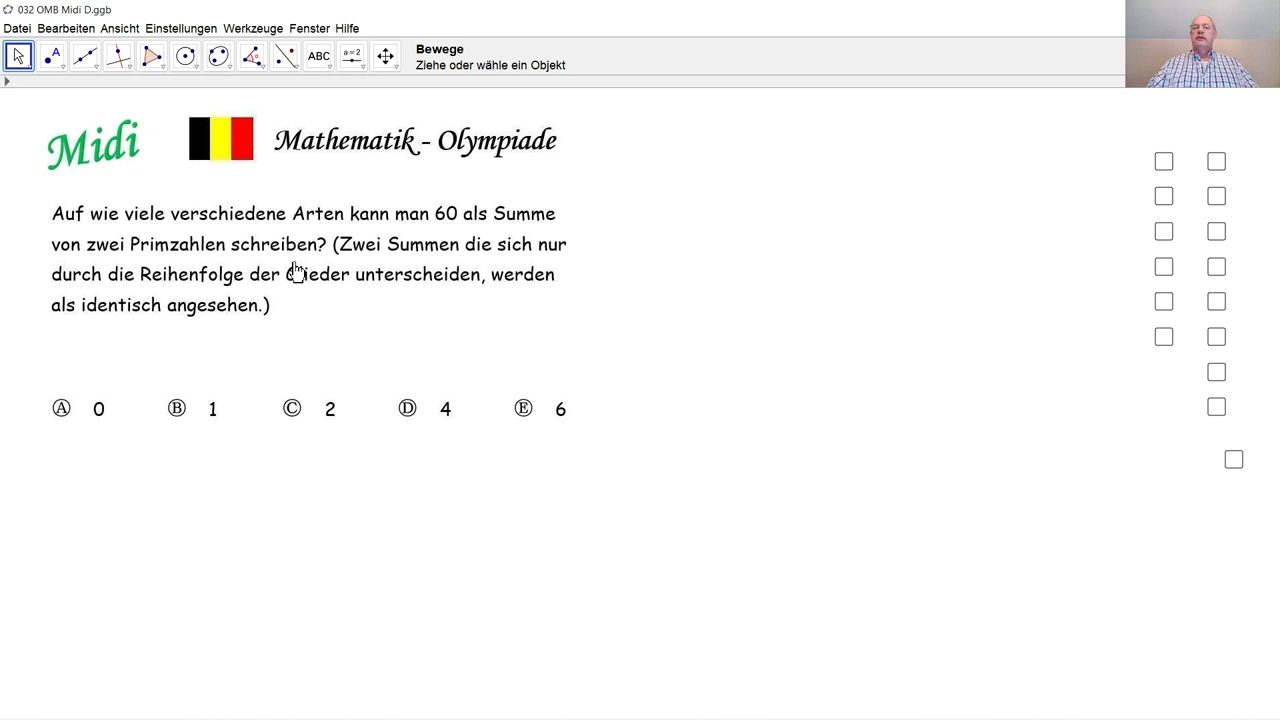 032 OMB Midi D.ggb
Datei Bearbeiten Ansicht Einstellungen Werkzeuge Fenster Hilfe
A
ABC
a=2
Bewege
Ziehe oder wähle ein Objekt
Midi
Mathematik - Olympiade
Auf wie viele verschiedene Arten kann man 60 als Summe
von zwei Primzahlen schreiben? (Zwei Summen die sich nur
durch die Reihenfolge der Glieder unterscheiden, werden
als identisch angesehen.)
Ⓐ 0 Ⓑ 1 Ⓒ 2 Ⓓ 4 Ⓔ 6